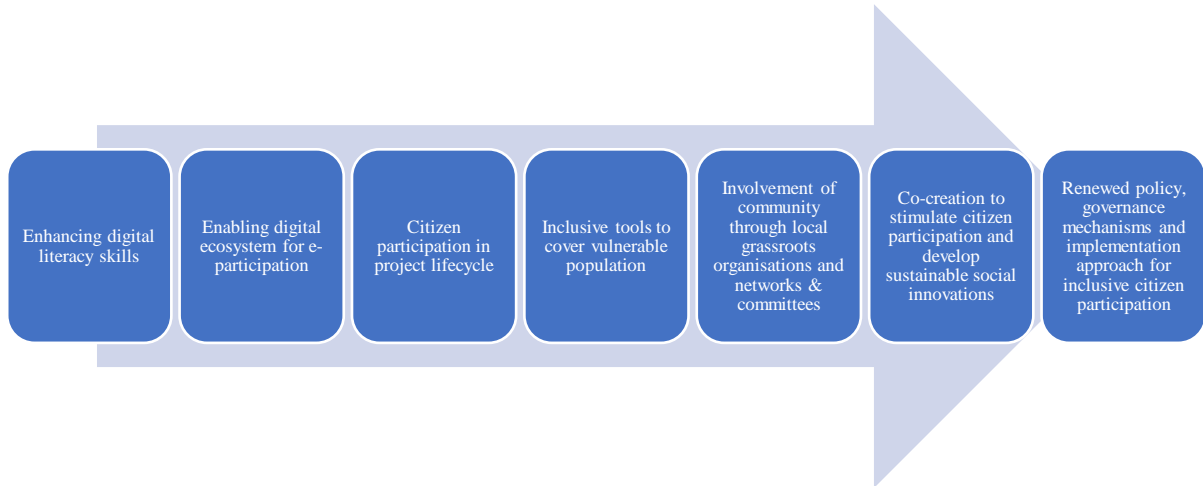 Enhancing digital
literacy skills
Enabling digital
ecosystem for e-
participation
Citizen
participation in
project lifecycle
Inclusive tools to
cover vulnerable
population
Involvement of
community
through local
grassroots
organisations and
networks &
committees
Co-creation to
stimulate citizen
participation and
develop
sustainable social
innovations
Renewed policy,
governance
mechanisms and
implementation
approach for
inclusive citizen
participation